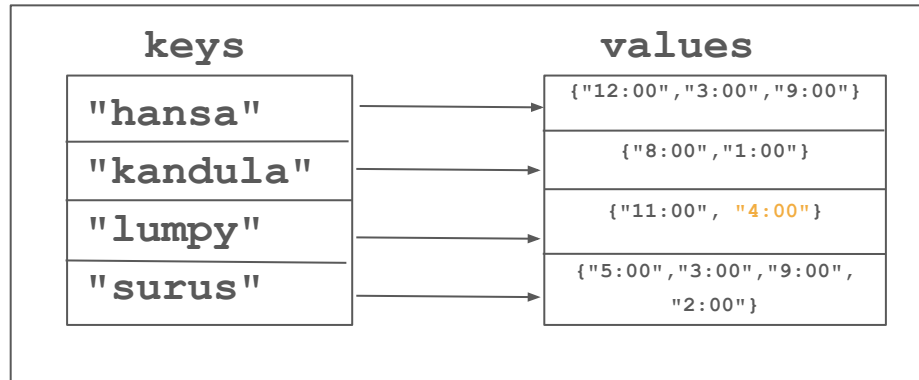 keys values
"hansa" {"12:00","3:00","9:00"}
"kandula" {"8:00","1:00"}
"lumpy" {"11:00", "4:00"}
"surus" {"5:00","3:00","9:00",
"2:00"}